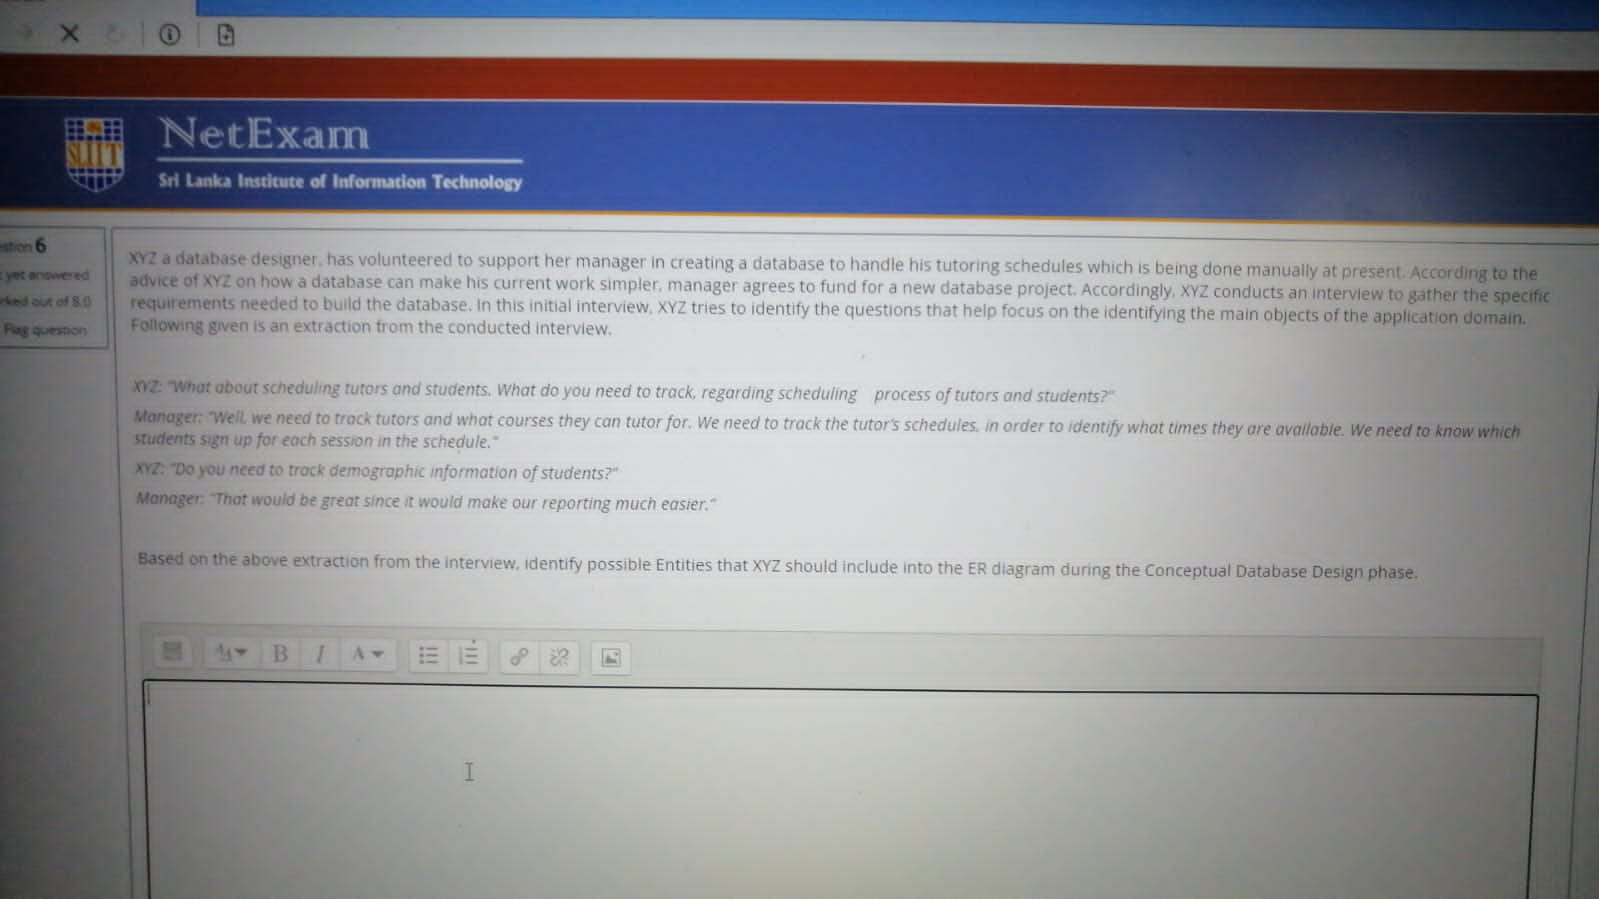 NetExam
SLIIT
Sri Lanka Institute of Information Technology
stion 6
yet answered
rked out of 8.0
Flag question
XYZ a database designer, has volunteered to support her manager in creating a database to handle his tutoring schedules which is being done manually at present. According to the
advice of XYZ on how a database can make his current work simpler, manager agrees to fund for a new database project. Accordingly, XYZ conducts an interview to gather the specific
requirements needed to build the database. In this initial interview, XYZ tries to identify the questions that help focus on the identifying the main objects of the application domain.
Following given is an extraction from the conducted interview.
XYZ: "What about scheduling tutors and students. What do you need to track, regarding scheduling process of tutors and students?"
Manager: "Well, we need to track tutors and what courses they can tutor for. We need to track the tutor's schedules, in order to identify what times they are available. We need to know which
students sign up for each session in the schedule."
XYZ: "Do you need to track demographic information of students?"
Manager: "That would be great since it would make our reporting much easier."
Based on the above extraction from the interview, identify possible Entities that XYZ should include into the ER diagram during the Conceptual Database Design phase.
B I A